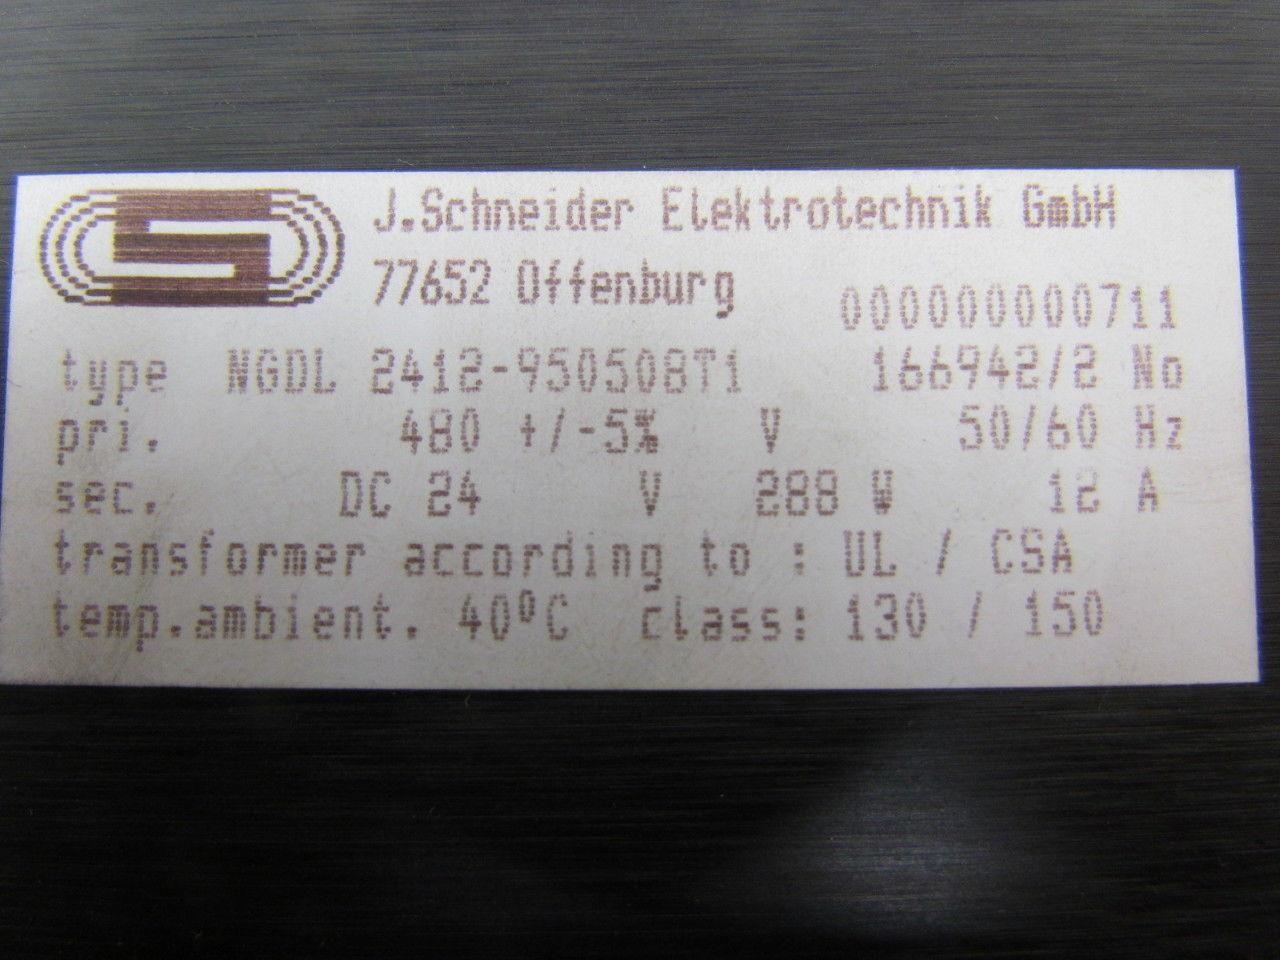 J.Schneider Elektrotechnik GmbH
77652 Offenburg
000000000711
type NGDL 2412-950508T1 166942/2 No
pri. 480 +/-5% V 50/60 Hz
sec. DC 24 V 288 W 12 A
transformer according to : UL / CSA
temp.ambient. 40°C class: 130 / 150